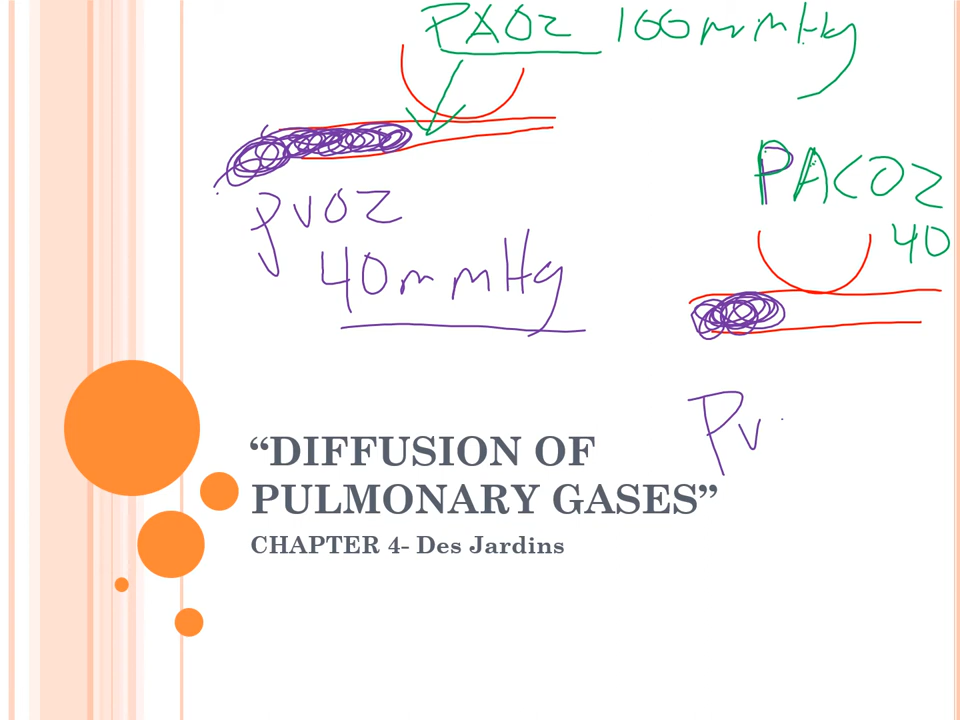 PAO2 100mmHg
PvO2
40mmHg
PACO2
40
Pv
“DIFFUSION OF
PULMONARY GASES”
CHAPTER 4- Des Jardins